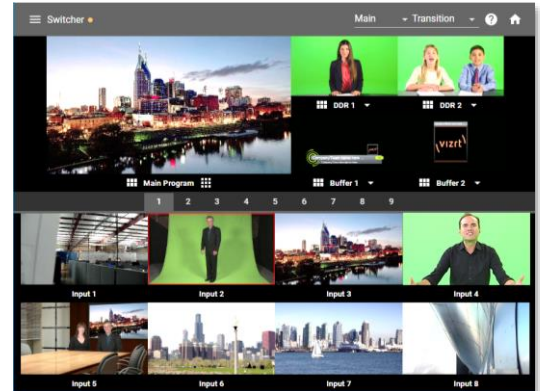 Switcher
Main
Transition
?
DDR 1
DDR 2
vizrt
Main Program
Buffer 1
Buffer 2
1 2 3 4 5 6 7 8 9
Input 1
Input 2
Input 3
Input 4
Input 5
Input 6
Input 7
Input 8